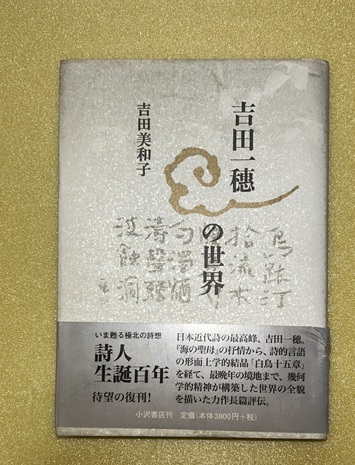 吉田一穂
の世界
吉田美和子
いま甦る極北の詩想
詩人
生誕百年
待望の復刊！
日本近代詩の最高峰、吉田一穂。
『海の聖母』の抒情から、詩的言語
の形而上学的結晶「白鳥十五章」
を経て、最晩年の境地まで、幾何
学的精神が構築した世界の全貌
を描いた力作長篇評伝。
小沢書店刊 定価（本体3800円＋税）